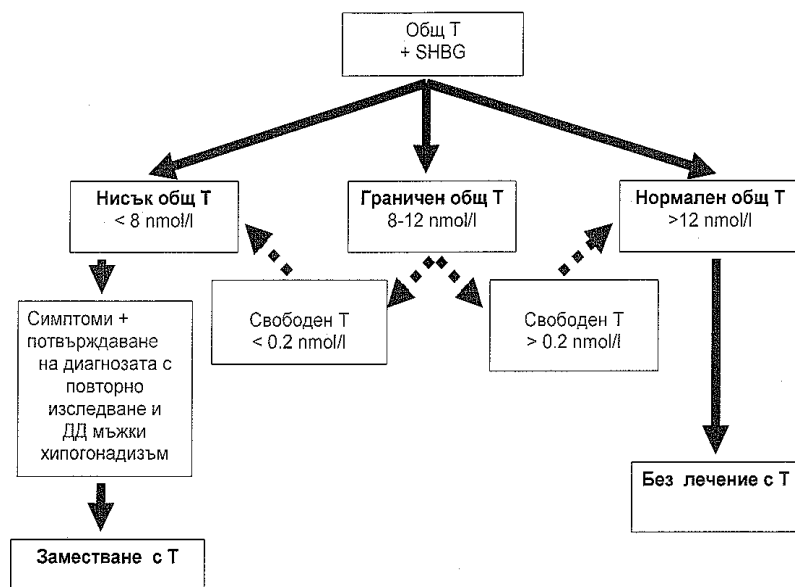 Общ Т
+ SHBG
Нисък общ Т
< 8 nmol/l
Граничен общ Т
8-12 nmol/l
Нормален общ Т
>12 nmol/l
Свободен Т
< 0.2 nmol/l
Свободен Т
> 0.2 nmol/l
Симптоми +
потвърждаване
на диагнозата с
повторно
изследване и
ДД мъжки
хипогонадизъм
Без лечение с Т
Заместване с Т